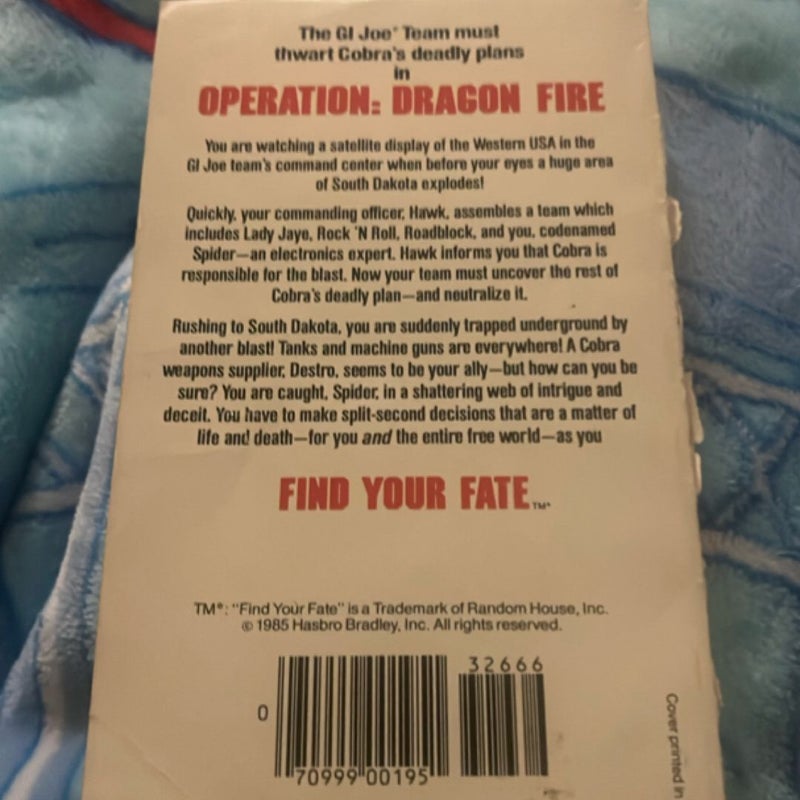 The GI Joe® Team must
thwart Cobra's deadly plans
in
OPERATION: DRAGON FIRE
You are watching a satellite display of the Western USA in the
GI Joe team's command center when before your eyes a huge area
of South Dakota explodes!
Quickly, your commanding officer, Hawk, assembles a team which
includes Lady Jaye, Rock 'N Roll, Roadblock, and you, codenamed
Spider—an electronics expert. Hawk informs you that Cobra is
responsible for the blast. Now your team must uncover the rest of
Cobra's deadly plan—and neutralize it.
Rushing to South Dakota, you are suddenly trapped underground by
another blast! Tanks and machine guns are everywhere! A Cobra
weapons supplier, Destro, seems to be your ally—but how can you be
sure? You are caught, Spider, in a shattering web of intrigue and
deceit. You have to make split-second decisions that are a matter of
life and death—for you and the entire free world—as you
FIND YOUR FATE™
TM®: "Find Your Fate" is a Trademark of Random House, Inc.
© 1985 Hasbro Bradley, Inc. All rights reserved.
32666
0
70999 00195
Cover printed in